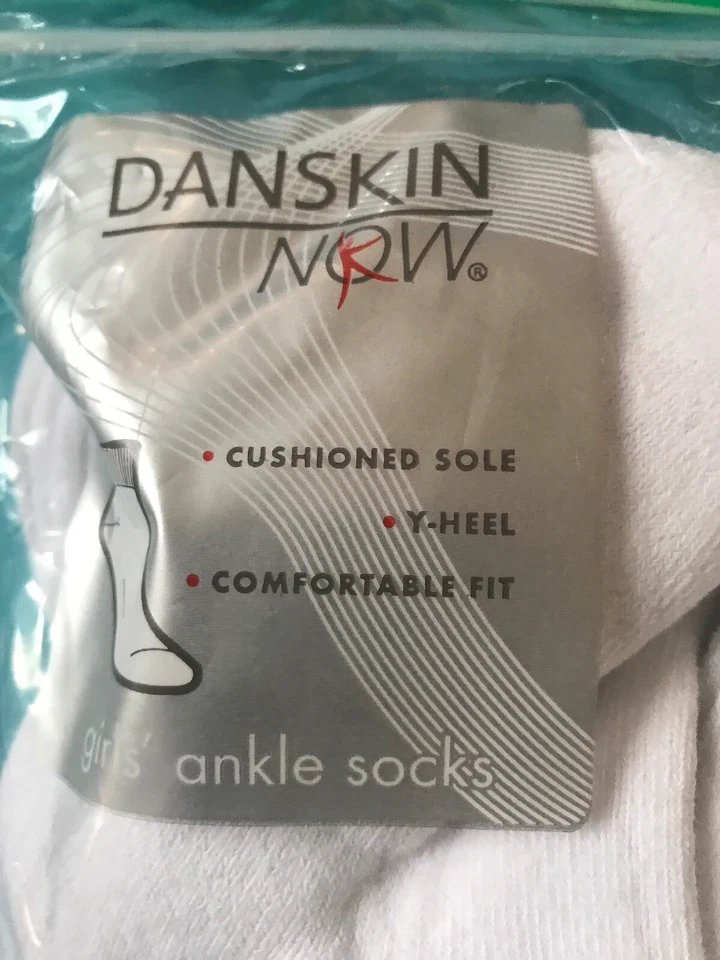 DANSKIN
NOW®
• CUSHIONED SOLE
• Y-HEEL
• COMFORTABLE FIT
girls' ankle socks